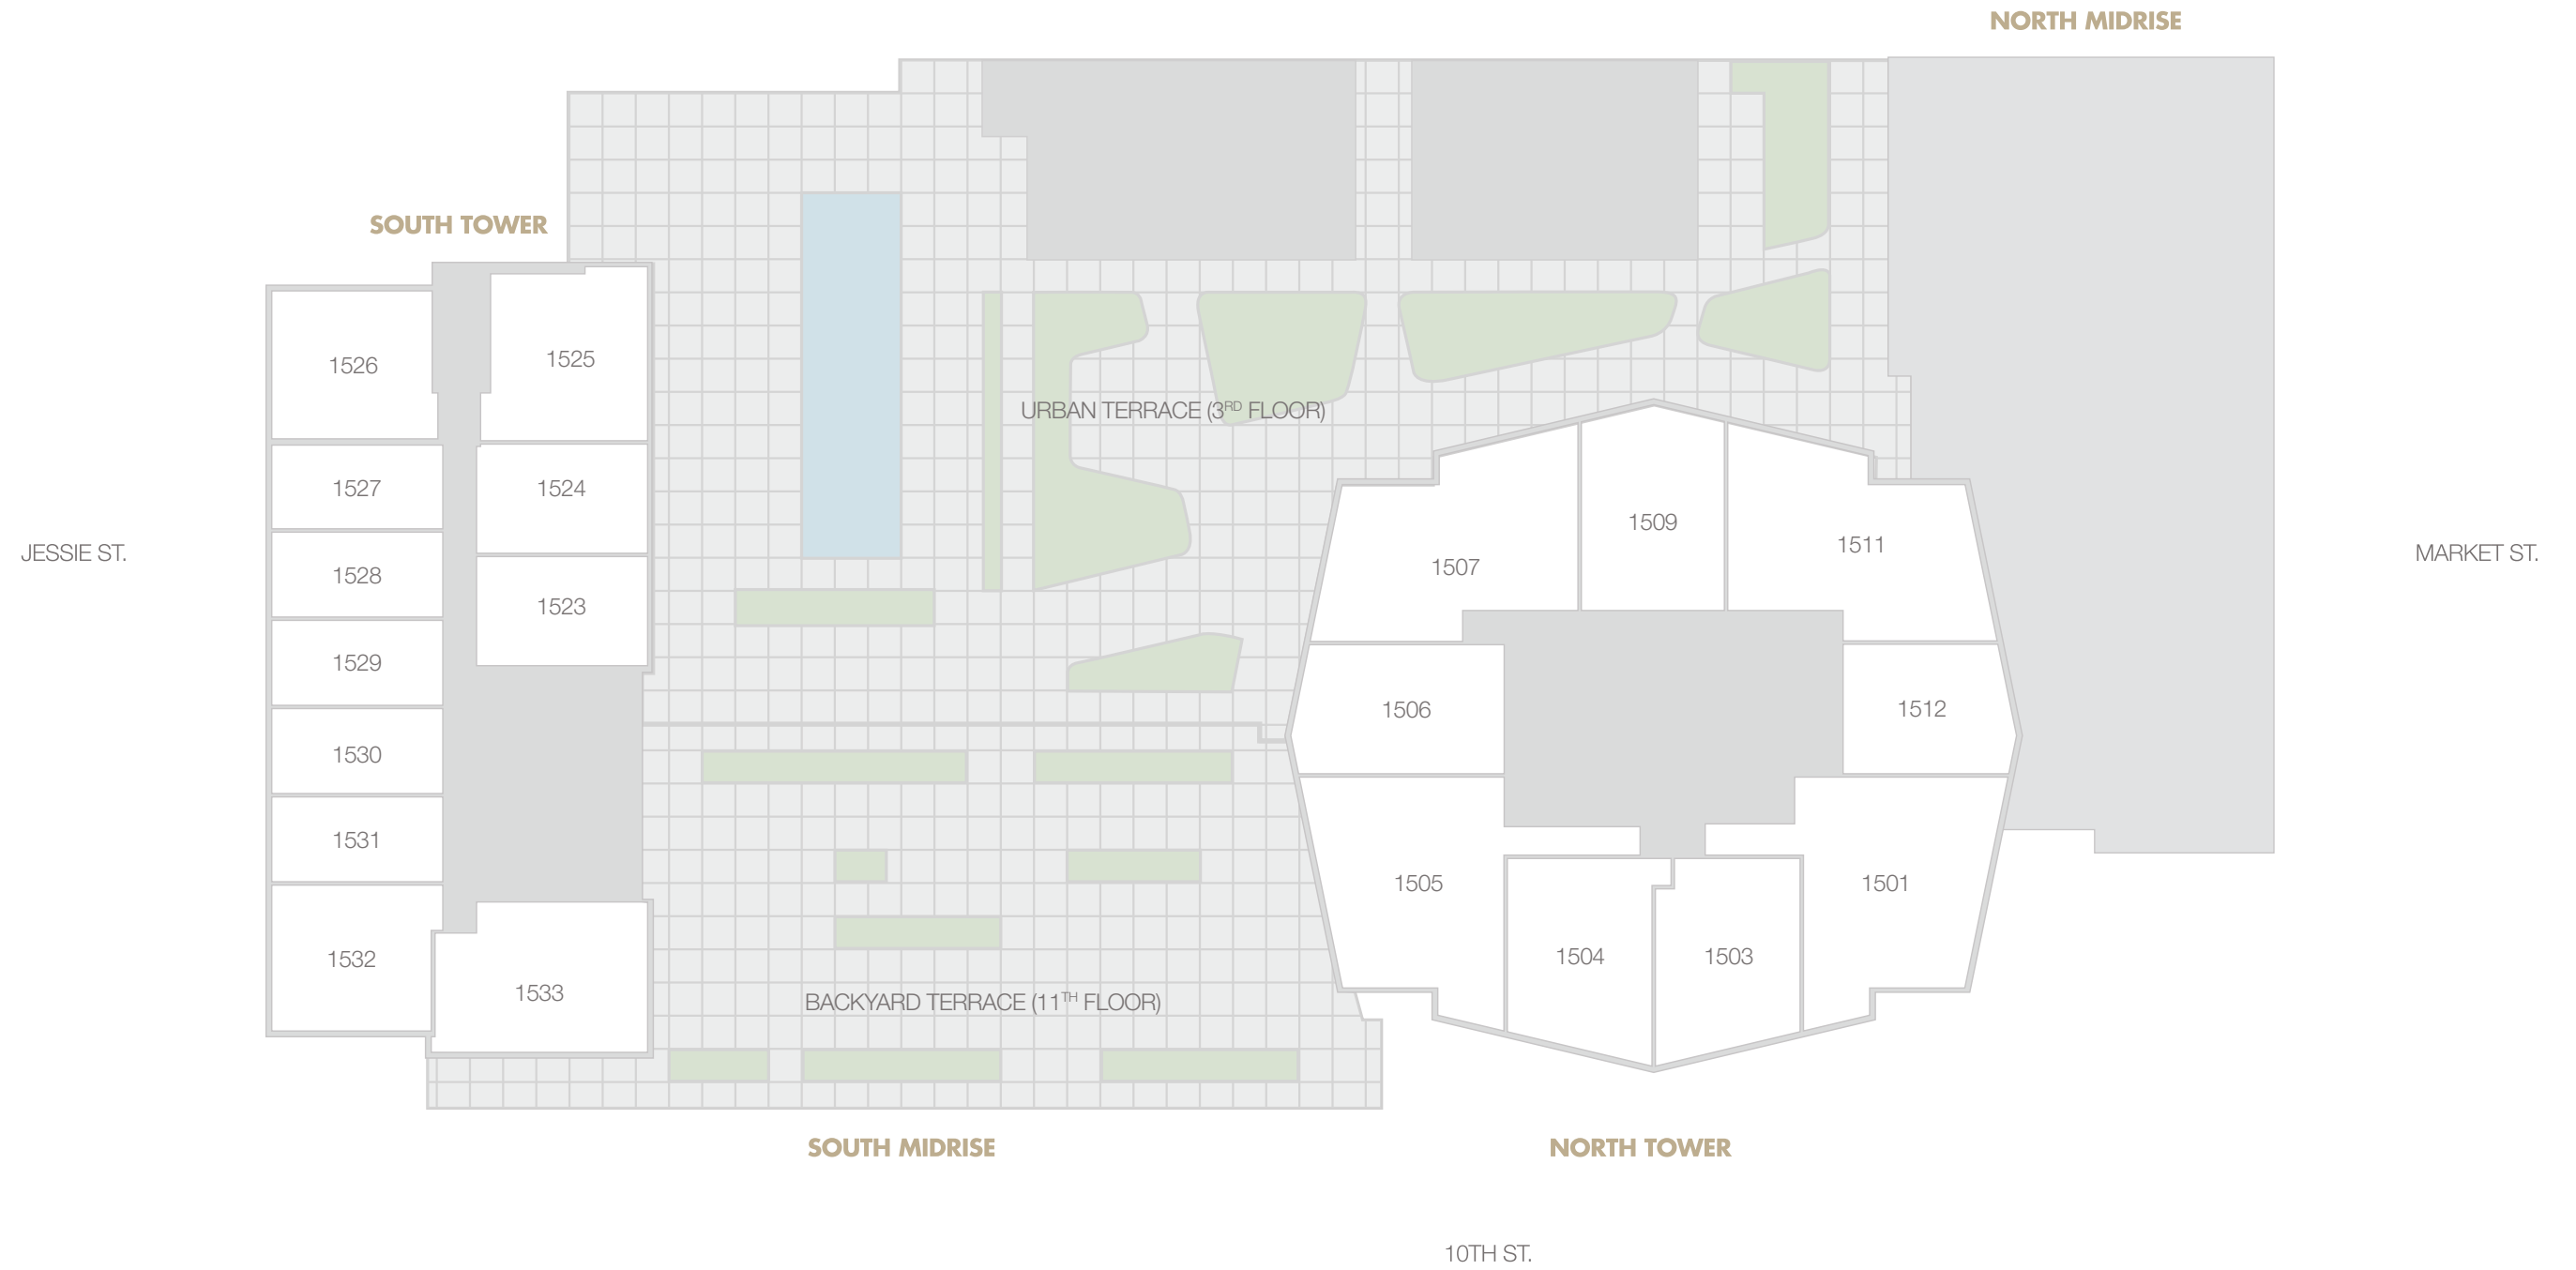 NORTH MIDRISE
SOUTH TOWER
1526
1525
URBAN TERRACE (3RD FLOOR)
1527
1524
1509
1511
JESSIE ST.
MARKET ST.
1507
1528
1523
1529
1506
1512
1530
1531
1505
1501
1532
1504
1503
1533
BACKYARD TERRACE (11TH FLOOR)
SOUTH MIDRISE
NORTH TOWER
10TH ST.